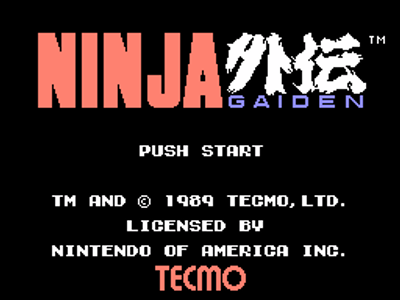 NINJA外伝™
GAIDEN
PUSH START
TM AND © 1989 TECMO,LTD.
LICENSED BY
NINTENDO OF AMERICA INC.
TECMO